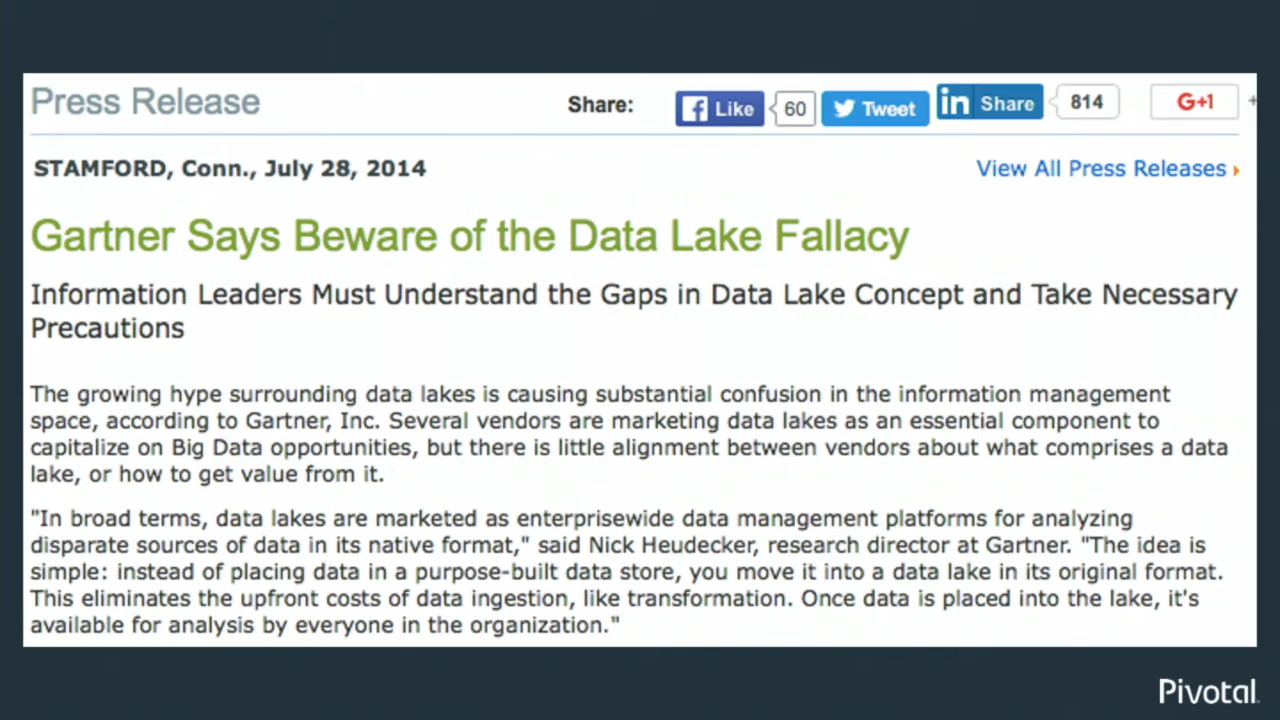 Press Release
Share:
Like
60
Tweet
in Share
814
G+1
+
STAMFORD, Conn., July 28, 2014
View All Press Releases
Gartner Says Beware of the Data Lake Fallacy
Information Leaders Must Understand the Gaps in Data Lake Concept and Take Necessary
Precautions
The growing hype surrounding data lakes is causing substantial confusion in the information management
space, according to Gartner, Inc. Several vendors are marketing data lakes as an essential component to
capitalize on Big Data opportunities, but there is little alignment between vendors about what comprises a data
lake, or how to get value from it.
"In broad terms, data lakes are marketed as enterprisewide data management platforms for analyzing
disparate sources of data in its native format," said Nick Heudecker, research director at Gartner. "The idea is
simple: instead of placing data in a purpose-built data store, you move it into a data lake in its original format.
This eliminates the upfront costs of data ingestion, like transformation. Once data is placed into the lake, it's
available for analysis by everyone in the organization."
Pivotal